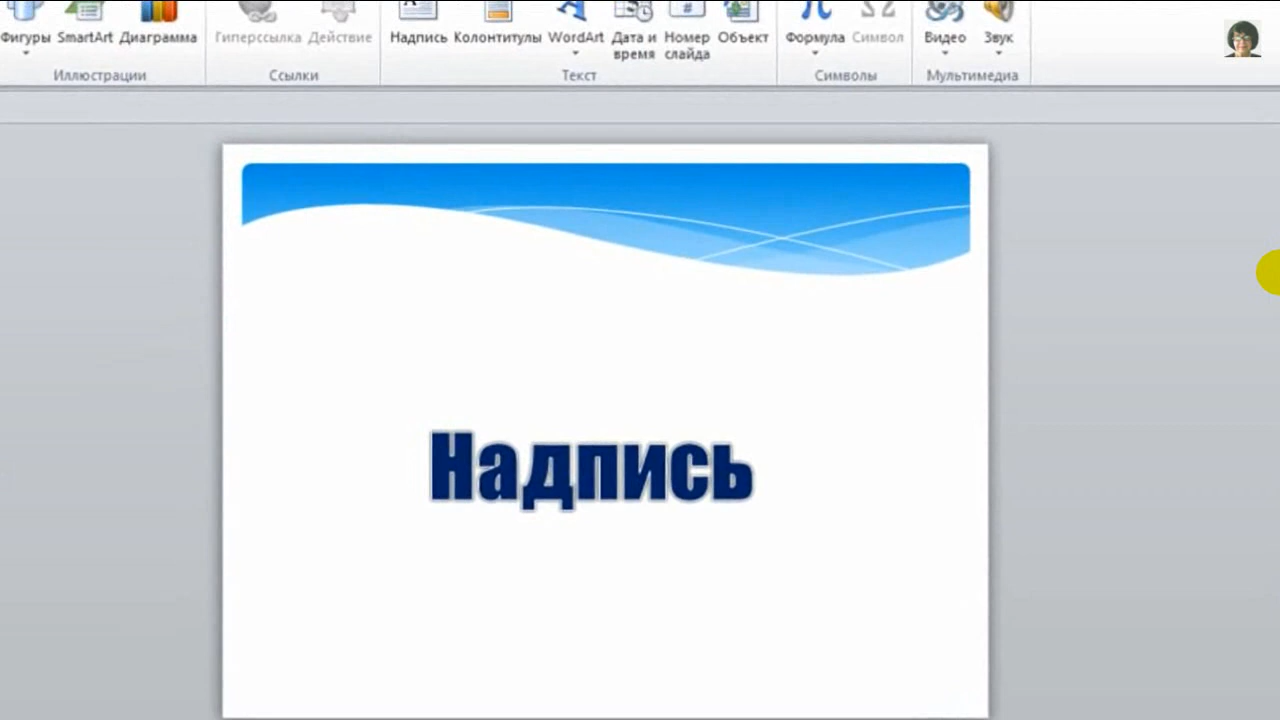 Фигуры SmartArt Диаграмма Гиперссылка Действие Надпись Колонтитулы WordArt Дата и время Номер слайда Объект Формула Символ Видео Звук
Иллюстрации Ссылки Текст Символы Мультимедиа
Надпись